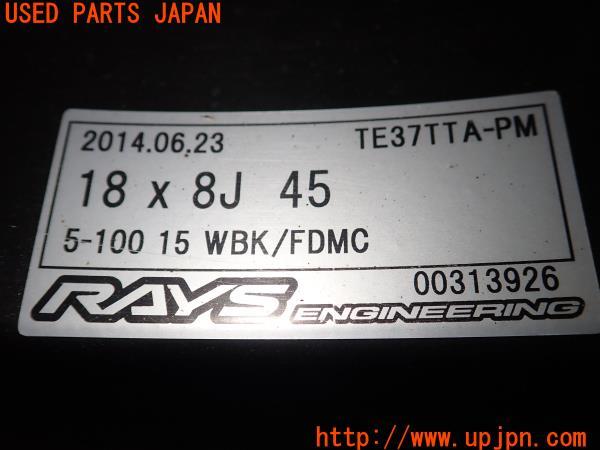 USED PARTS JAPAN
2014.06.23 TE37TTA-PM
18 x 8J 45
5-100 15 WBK/FDMC
00313926
RAYS ENGINEERING
http://www.upjpn.com/